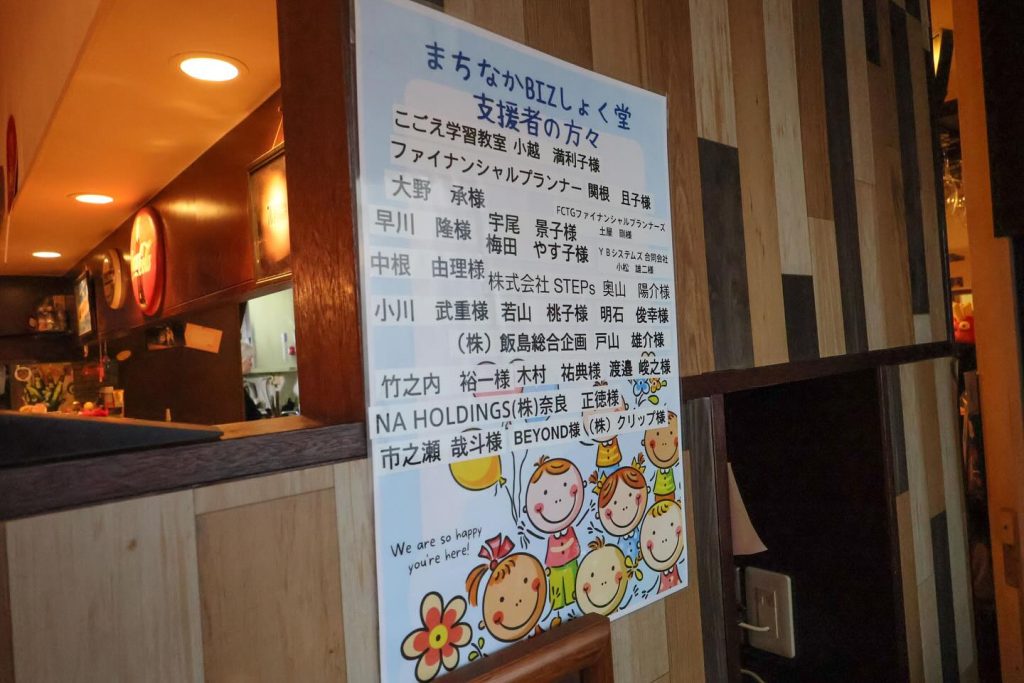 まちなかBIZしょく堂
支援者の方々
こごえ学習教室 小越 満利子様
ファイナンシャルプランナー 関根 且子様
大野 承様
FCTGファイナンシャルプランナーズ
土屋 剛様
早川 隆様 宇尾 景子様
梅田 やす子様
YBシステムズ 合同会社
小松 雄二様
中根 由理様
株式会社 STEPs 奥山 陽介様
小川 武重様 若山 桃子様 明石 俊幸様
（株）飯島総合企画 戸山 雄介様
竹之内 裕一様 木村 祐典様 渡邉 峻之様
NA HOLDINGS(株)奈良 正徳様
市之瀬 哉斗様 BEYOND様（株）クリップ様
We are so happy
you're here!